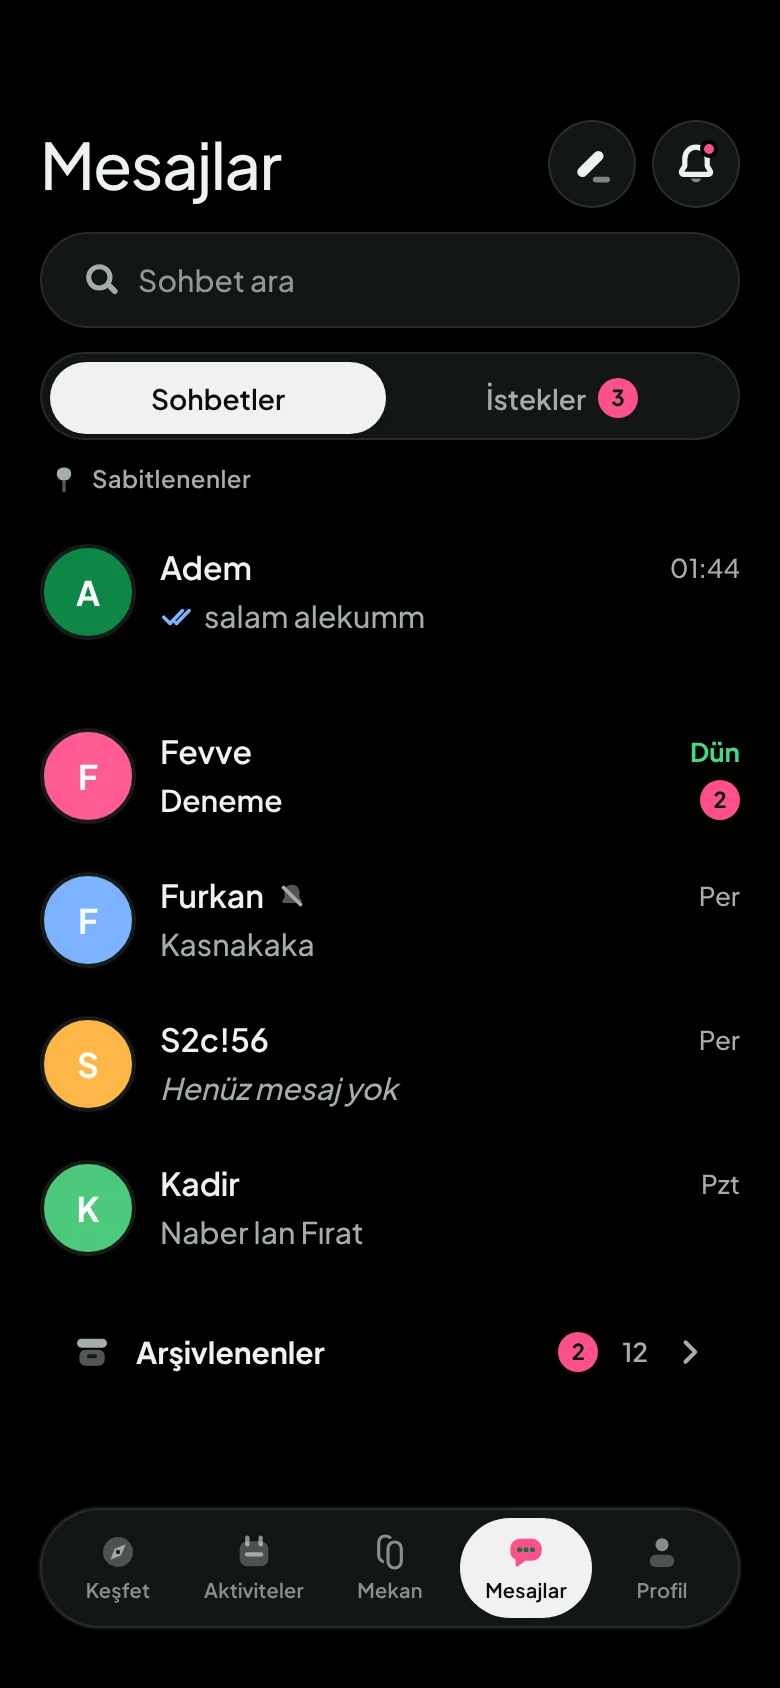 Mesajlar
Sohbet ara
Sohbetler
İstekler 3
Sabitlenenler
A
Adem 01:44
salam alekumm
F
Fevve Dün
Deneme 2
F
Furkan Per
Kasnakaka
S
S2c!56 Per
Henüz mesaj yok
K
Kadir Pzt
Naber lan Fırat
Arşivlenenler 2 12
Keşfet Aktiviteler Mekan Mesajlar Profil